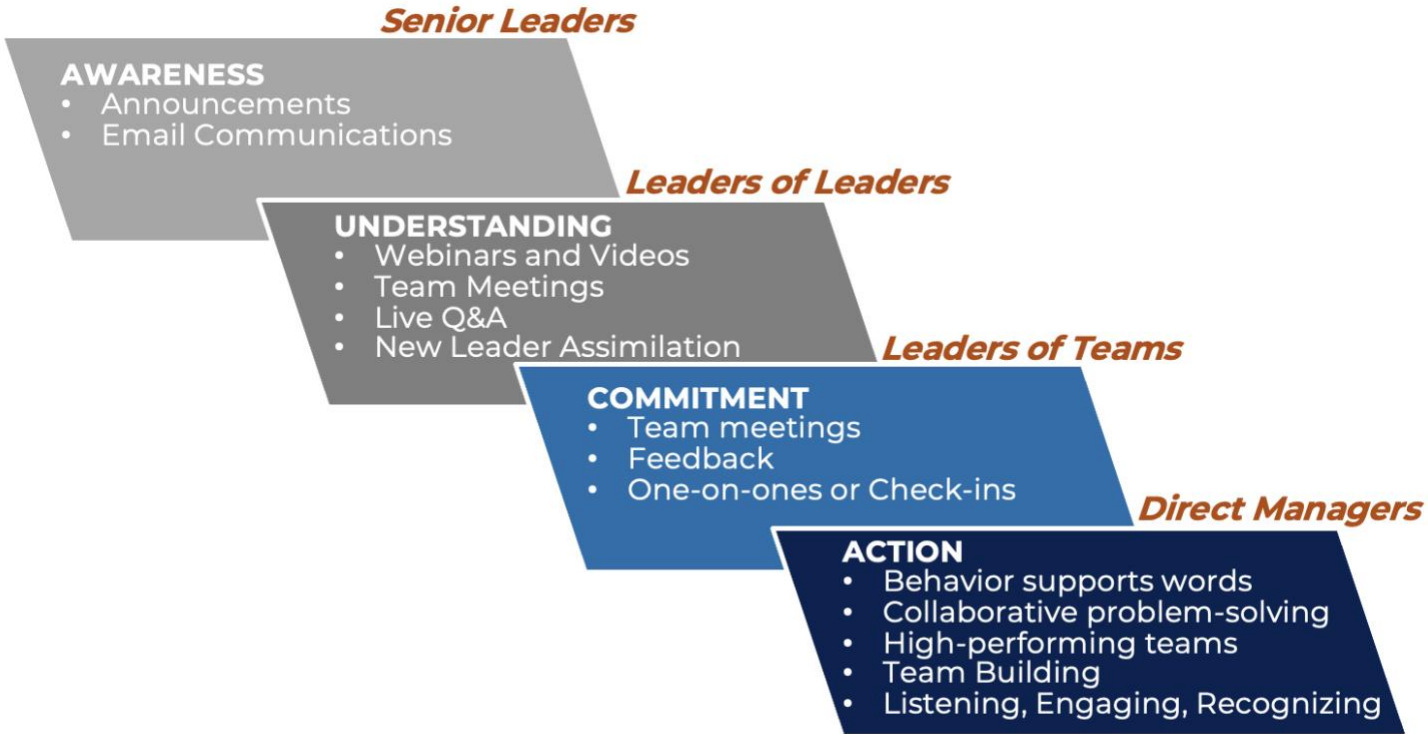 Senior Leaders
AWARENESS
• Announcements
• Email Communications
Leaders of Leaders
UNDERSTANDING
• Webinars and Videos
• Team Meetings
• Live Q&A
• New Leader Assimilation
Leaders of Teams
COMMITMENT
• Team meetings
• Feedback
• One-on-ones or Check-ins
Direct Managers
ACTION
• Behavior supports words
• Collaborative problem-solving
• High-performing teams
• Team Building
• Listening, Engaging, Recognizing